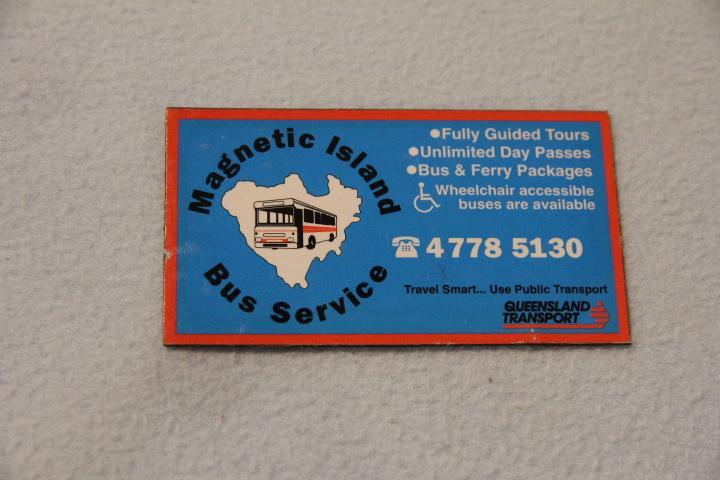 Magnetic Island
Bus Service
●Fully Guided Tours
●Unlimited Day Passes
●Bus & Ferry Packages
Wheelchair accessible
buses are available
☎ 4778 5130
Travel Smart... Use Public Transport
QUEENSLAND
TRANSPORT